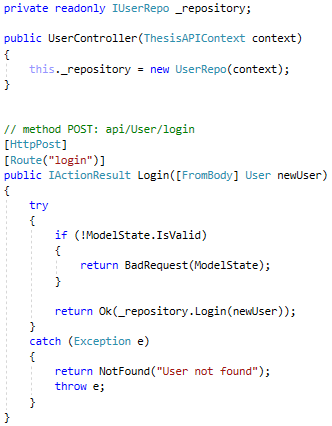 private readonly IUserRepo _repository;
public UserController(ThesisAPIContext context)
{
this._repository = new UserRepo(context);
}
// method POST: api/User/login
[HttpPost]
[Route("login")]
public IActionResult Login([FromBody] User newUser)
{
try
{
if (!ModelState.IsValid)
{
return BadRequest(ModelState);
}
return Ok(_repository.Login(newUser));
}
catch (Exception e)
{
return NotFound("User not found");
throw e;
}
}